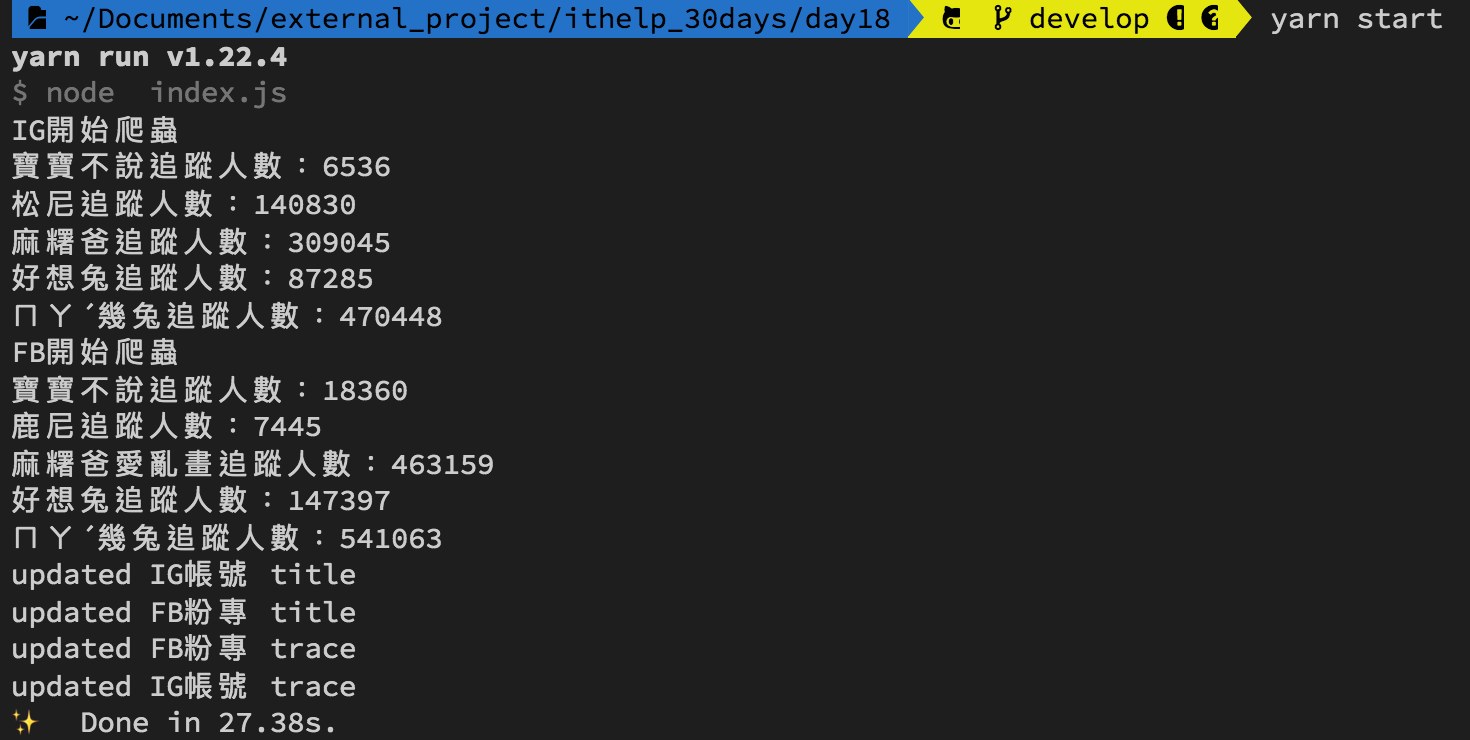 ~/Documents/external_project/ithelp_30days/day18 develop yarn start
yarn run v1.22.4
$ node  index.js
IG開始爬蟲
寶寶不說追蹤人數：6536
松尼追蹤人數：140830
麻糬爸追蹤人數：309045
好想兔追蹤人數：87285
ㄇㄚˊ幾兔追蹤人數：470448
FB開始爬蟲
寶寶不說追蹤人數：18360
鹿尼追蹤人數：7445
麻糬爸愛亂畫追蹤人數：463159
好想兔追蹤人數：147397
ㄇㄚˊ幾兔追蹤人數：541063
updated IG帳號 title
updated FB粉專 title
updated FB粉專 trace
updated IG帳號 trace
✨  Done in 27.38s.